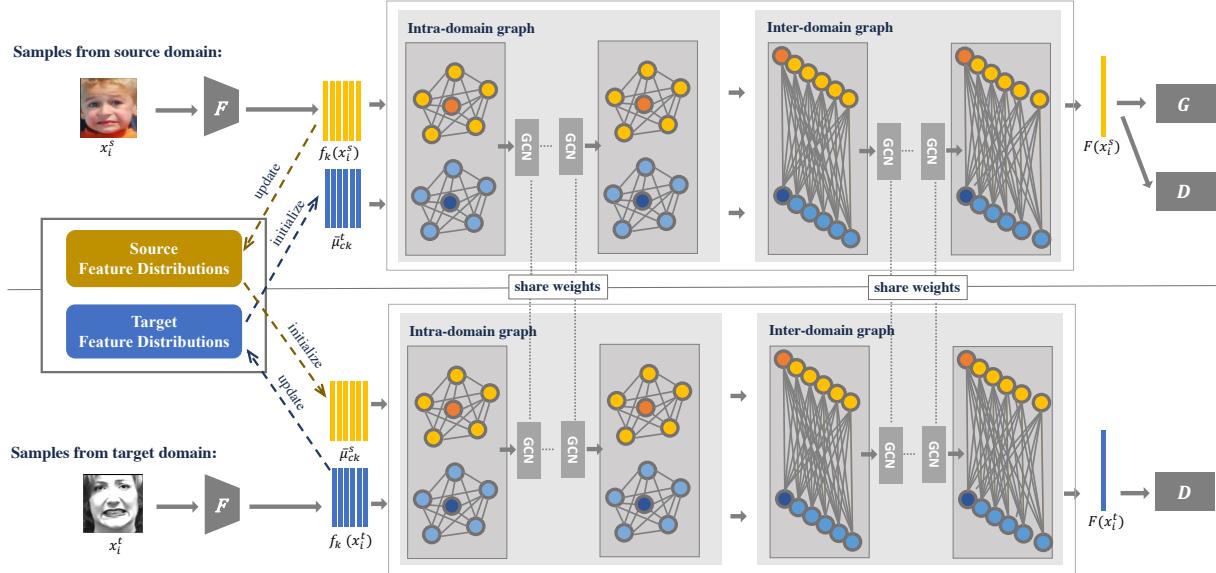 Samples from source domain:
x_i^s
F
f_k(x_i^s)
μ̄_ck^t
update
initialize
Source
Feature Distributions
Target
Feature Distributions
initialize
update
Intra-domain graph
GCN
......
GCN
Inter-domain graph
GCN
......
GCN
F(x_i^s)
G
D
share weights
share weights
Samples from target domain:
x_i^t
F
μ̄_ck^s
f_k (x_i^t)
Intra-domain graph
GCN
......
GCN
Inter-domain graph
GCN
......
GCN
F(x_i^t)
D